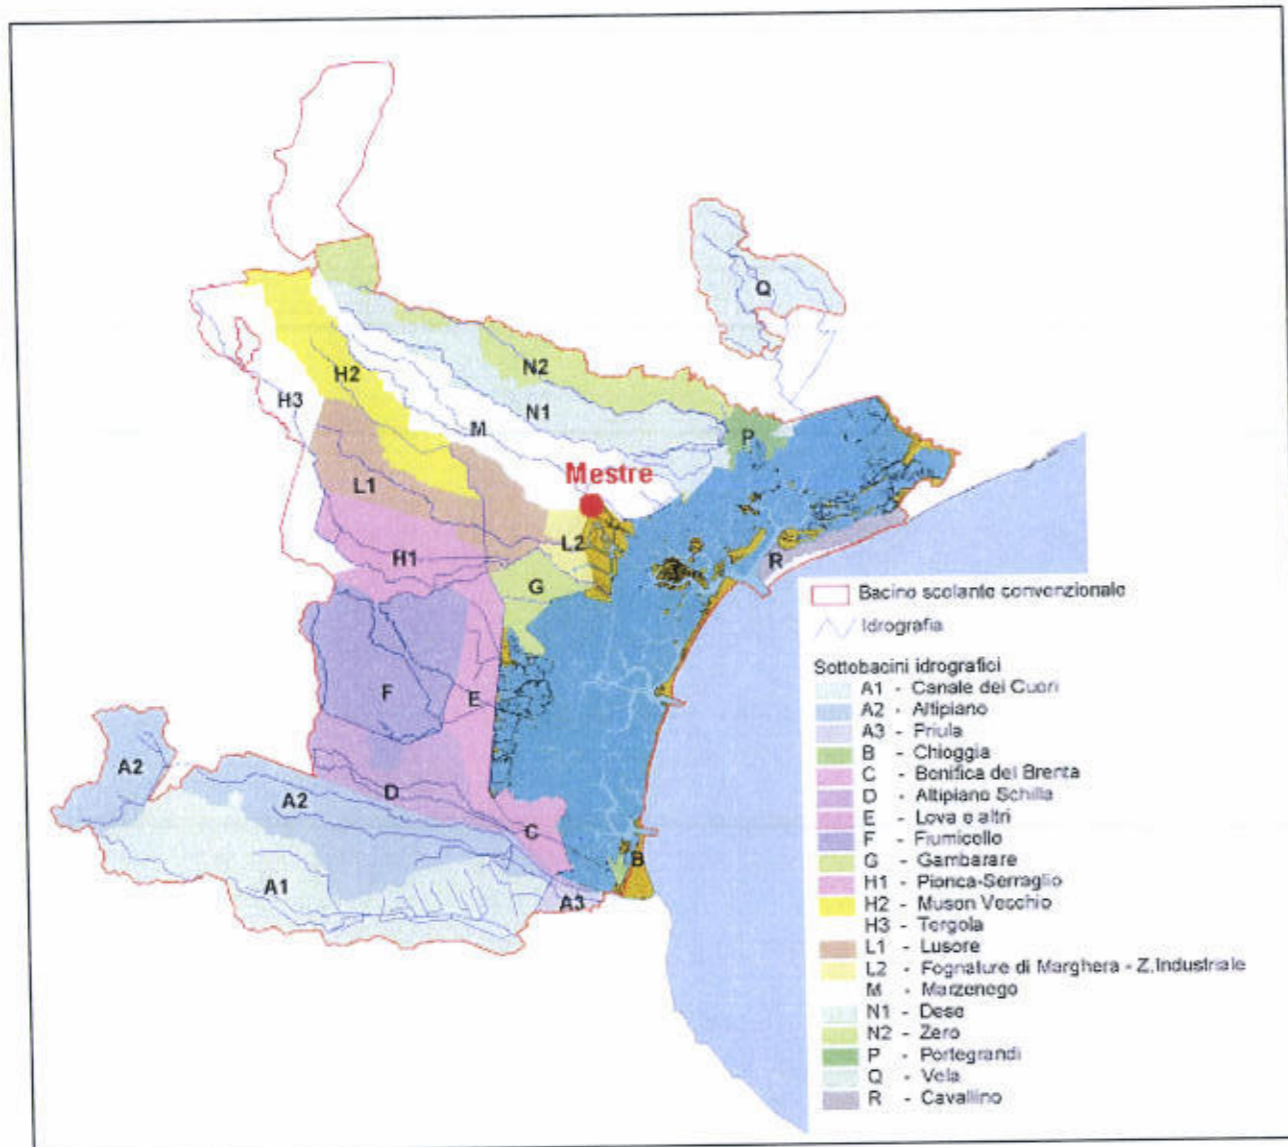 Q
N2
H2
N1
H3
M
P
Mestre
L1
L2
H1
R
G
F
E
A2
A2
D
C
B
A1
A3
Bacino scolante convenzionale
Idrografia
Sottobacini idrografici
A1 - Canale dei Cuori
A2 - Altipiano
A3 - Priula
B - Chioggia
C - Bonifica del Brenta
D - Altipiano Schilla
E - Lova e altri
F - Fiumicello
G - Gambarare
H1 - Pionca-Serraglio
H2 - Muson Vecchio
H3 - Tergola
L1 - Lusore
L2 - Fognature di Marghera - Z.Industriale
M - Marzenego
N1 - Dese
N2 - Zero
P - Portegrandi
Q - Vela
R - Cavallino